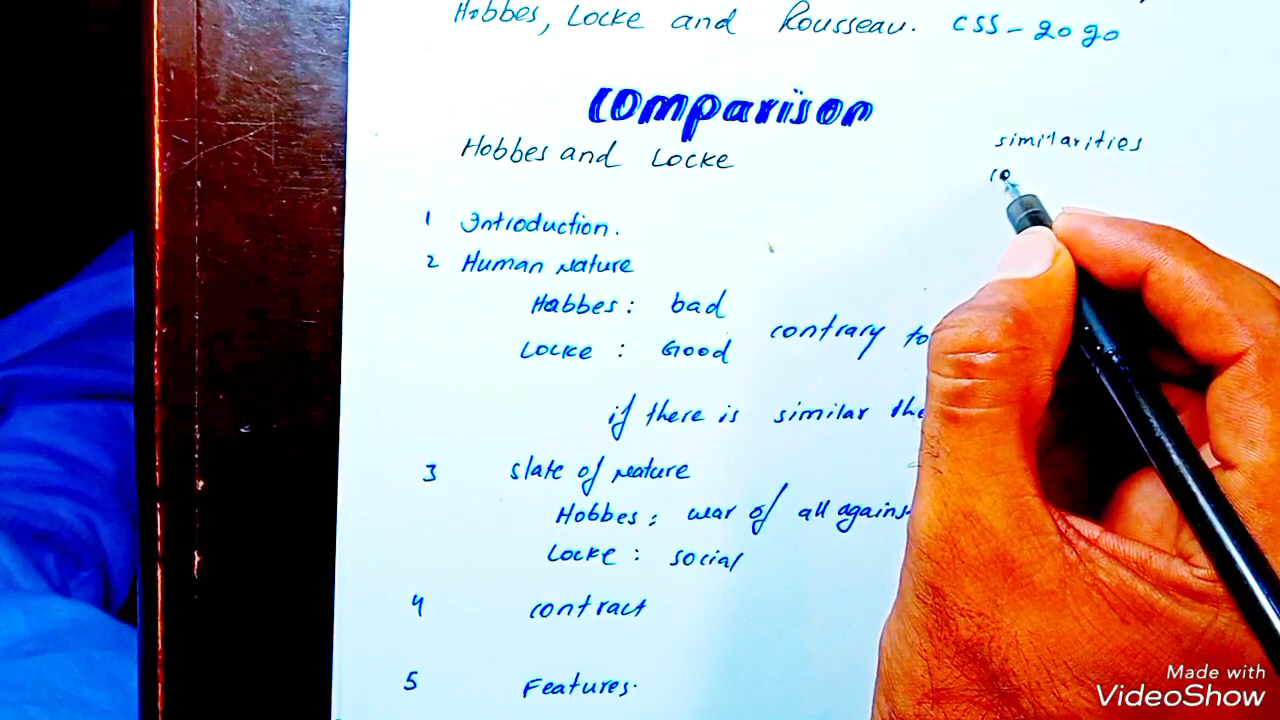 Hobbes, Locke and Rousseau. CSS-2020
comparison
Hobbes and Locke
similarities
1 Introduction.
2 Human Nature
Hobbes: bad
Locke : Good
contrary to
if there is similar
3 State of Nature
Hobbes: war of all agains
Locke : social
4 contract
5 Features.
Made with
VideoShow